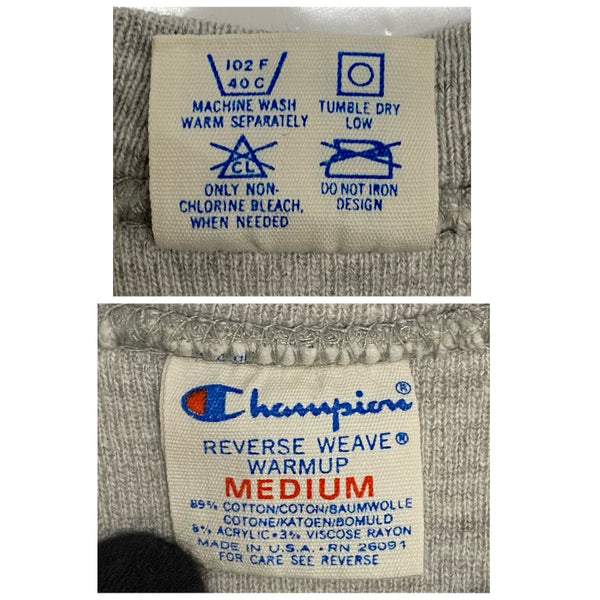 102 F
40 C
MACHINE WASH
WARM SEPARATELY
TUMBLE DRY
LOW
CL
ONLY NON-
CHLORINE BLEACH,
WHEN NEEDED
DO NOT IRON
DESIGN
Champion®
REVERSE WEAVE®
WARMUP
MEDIUM
89% COTTON/COTON/BAUMWOLLE
COTONE/KATOEN/BOMULD
8% ACRYLIC • 3% VISCOSE RAYON
MADE IN U.S.A. • RN 26091
FOR CARE SEE REVERSE